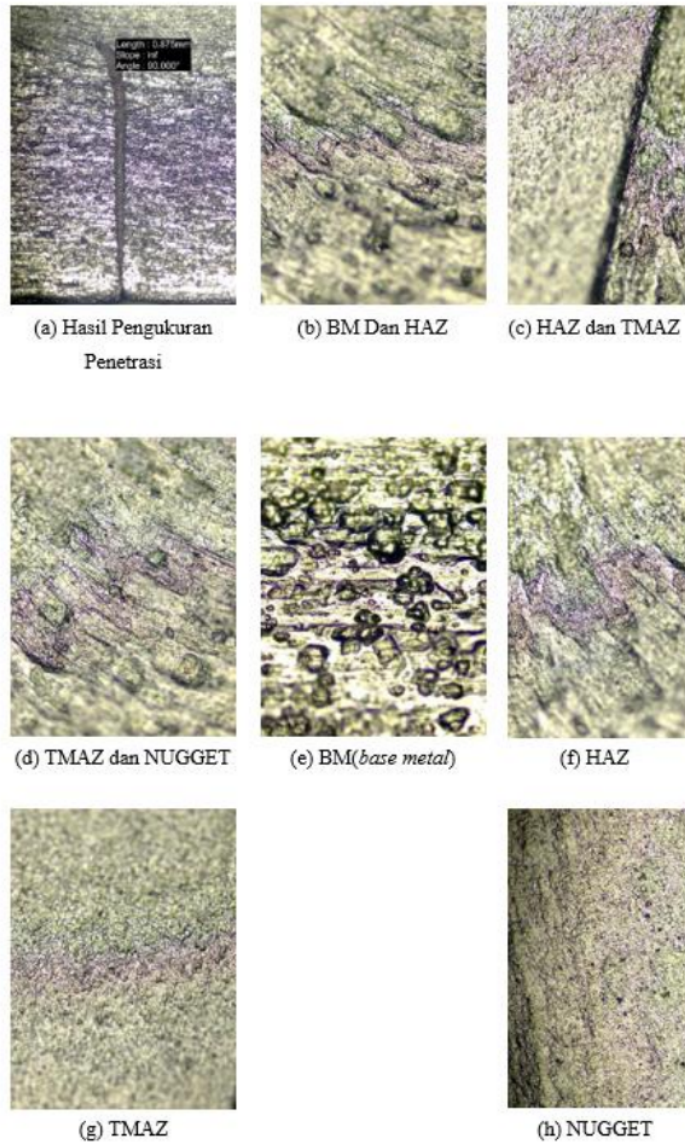 Length : 0.875mm
Slope : inf
Angle : 90.000°
(a) Hasil Pengukuran
Penetrasi
(b) BM Dan HAZ
(c) HAZ dan TMAZ
(d) TMAZ dan NUGGET
(e) BM(base metal)
(f) HAZ
(g) TMAZ
(h) NUGGET